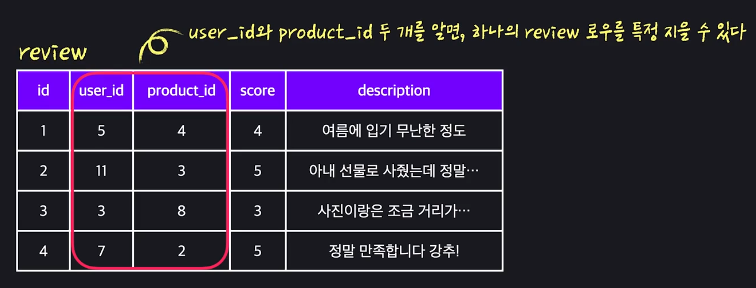 user_id와 product_id 두 개를 알면, 하나의 review 로우를 특정 지을 수 있다
review
id user_id product_id score description
1 5 4 4 여름에 입기 무난한 정도
2 11 3 5 아내 선물로 사줬는데 정말…
3 3 8 3 사진이랑은 조금 거리가…
4 7 2 5 정말 만족합니다 강추!